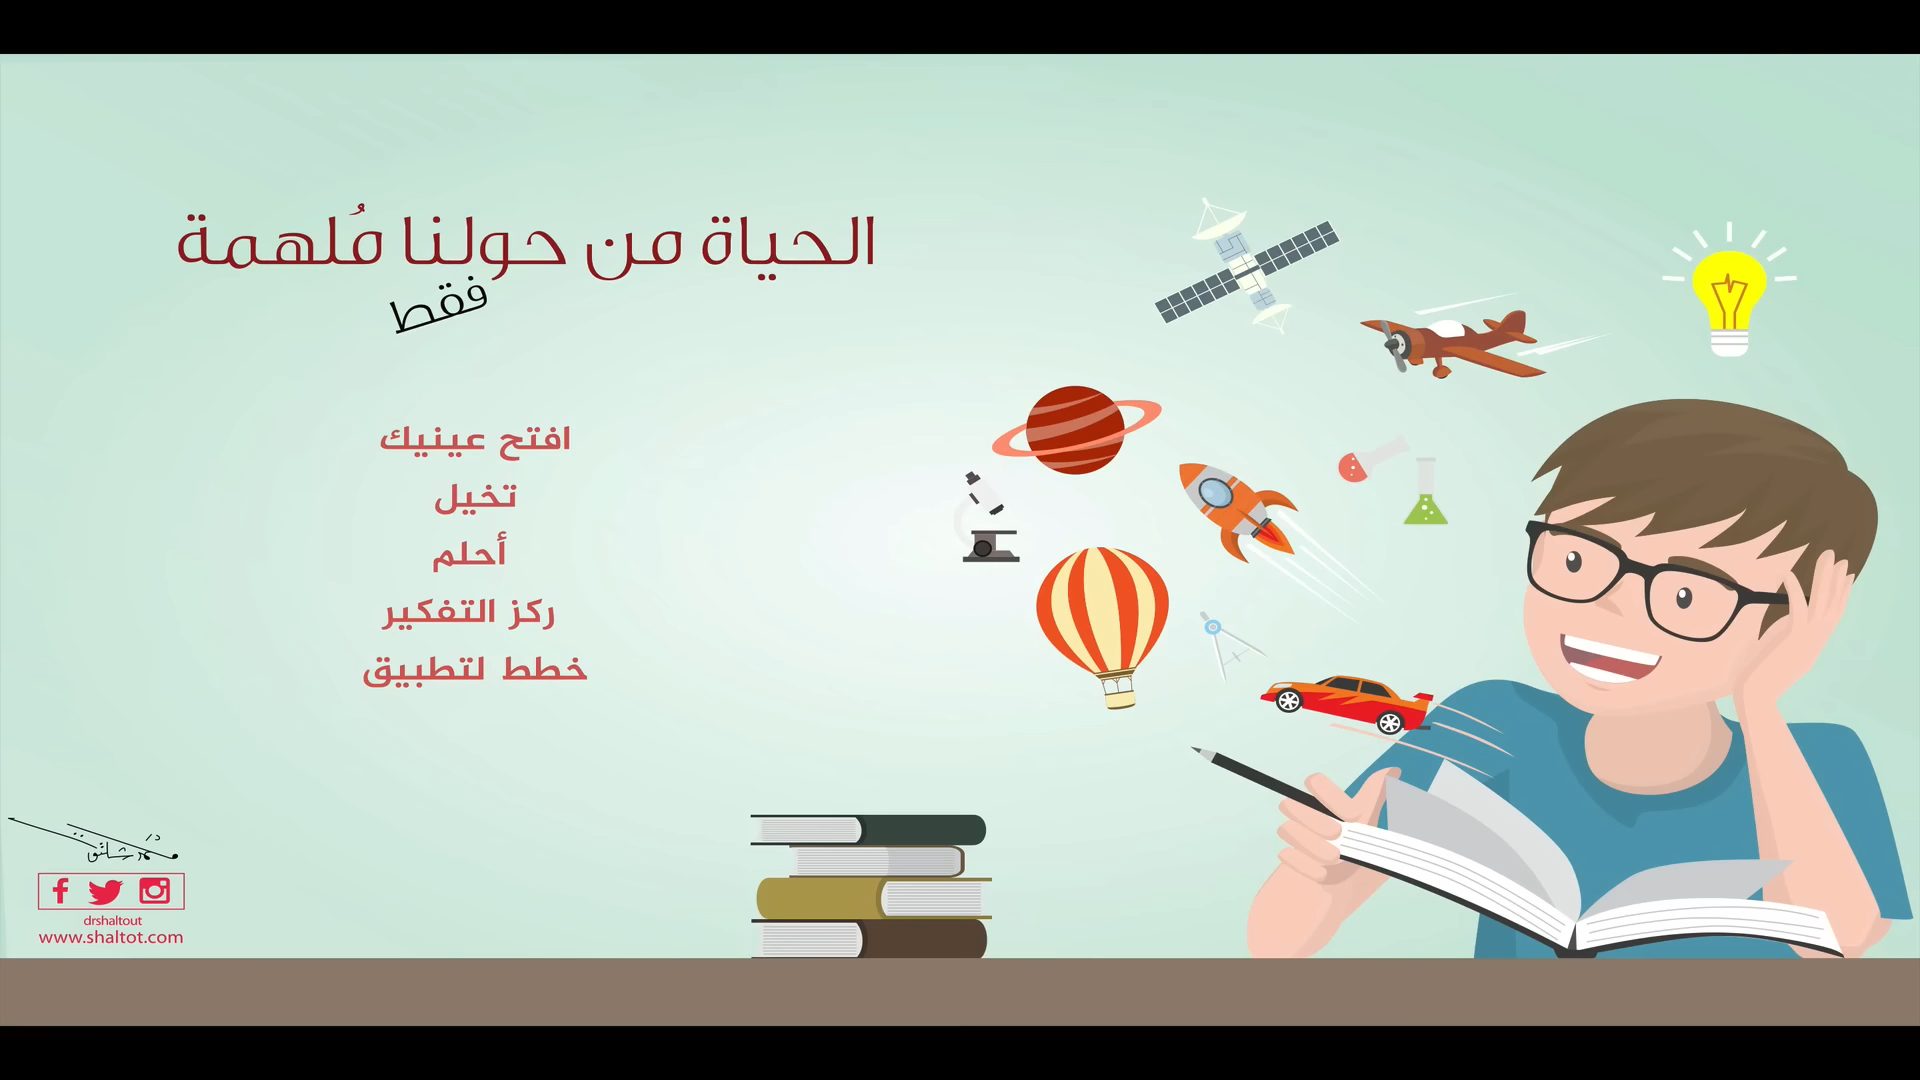 الحياة من حولنا مُلهمة
فقط
افتح عينيك
تخيل
أحلم
ركز التفكير
خطط لتطبيق
drshaltout
www.shaltot.com